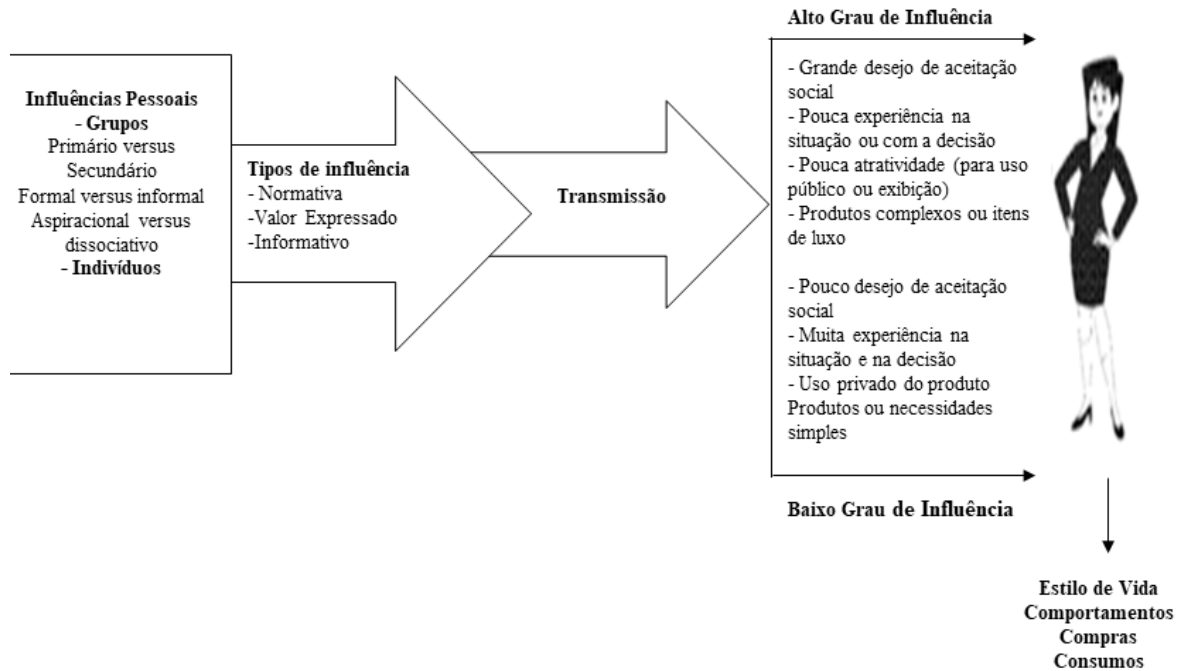 Influências Pessoais
- Grupos
Primário versus
Secundário
Formal versus informal
Aspiracional versus
dissociativo
- Indivíduos
Tipos de influência
- Normativa
-Valor Expressado
-Informativo
Transmissão
Alto Grau de Influência
- Grande desejo de aceitação
social
- Pouca experiência na
situação ou com a decisão
- Pouca atratividade (para uso
público ou exibição)
- Produtos complexos ou itens
de luxo
- Pouco desejo de aceitação
social
- Muita experiência na
situação e na decisão
- Uso privado do produto
Produtos ou necessidades
simples
Baixo Grau de Influência
Estilo de Vida
Comportamentos
Compras
Consumos